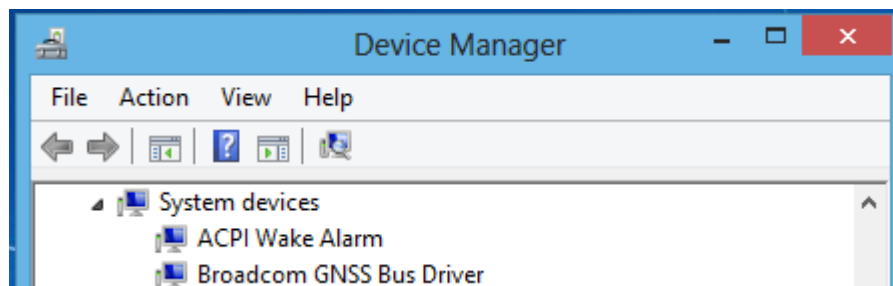 Device Manager
File Action View Help
System devices
ACPI Wake Alarm
Broadcom GNSS Bus Driver